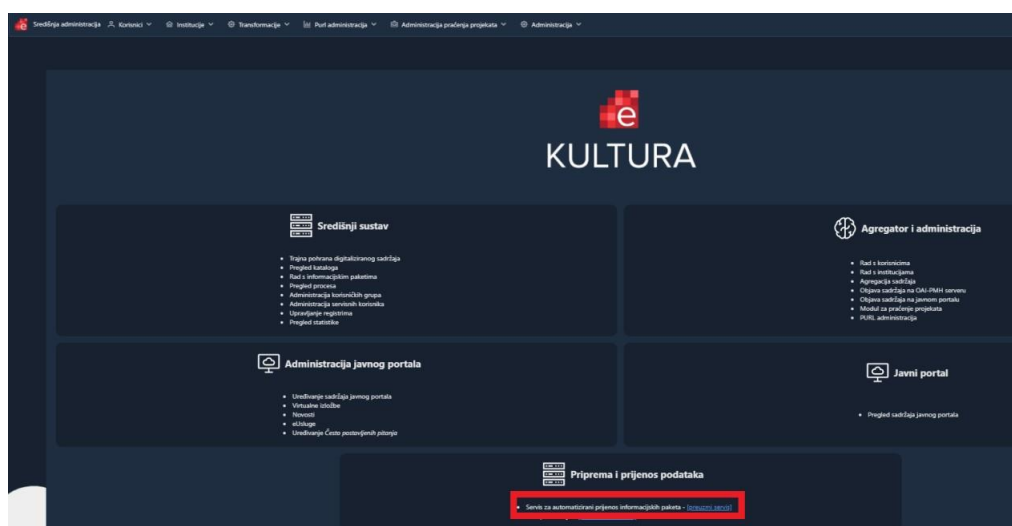 Središnja administracija Korisnici Institucije Transformacije Purl administracija Administracija praćenja projekata Administracija
e
KULTURA
Središnji sustav
Trajna pohrana digitaliziranog sadržaja
Pregled kataloga
Rad s informacijskim paketima
Pregled procesa
Administracija korisničkih grupa
Administracija servisnih korisnika
Upravljanje registrima
Pregled statistike
Agregator i administracija
Rad s korisnicima
Rad s institucijama
Agregacija sadržaja
Objava sadržaja na OAI-PMH serveru
Objava sadržaja na javnom portalu
Modul za praćenje projekata
PURL administracija
Administracija javnog portala
Uređivanje sadržaja javnog portala
Virtualne izložbe
Novosti
eUsluge
Uređivanje Često postavljenih pitanja
Javni portal
Pregled sadržaja javnog portala
Priprema i prijenos podataka
Servis za automatizirani prijenos informacijskih paketa - [preuzmi servis]